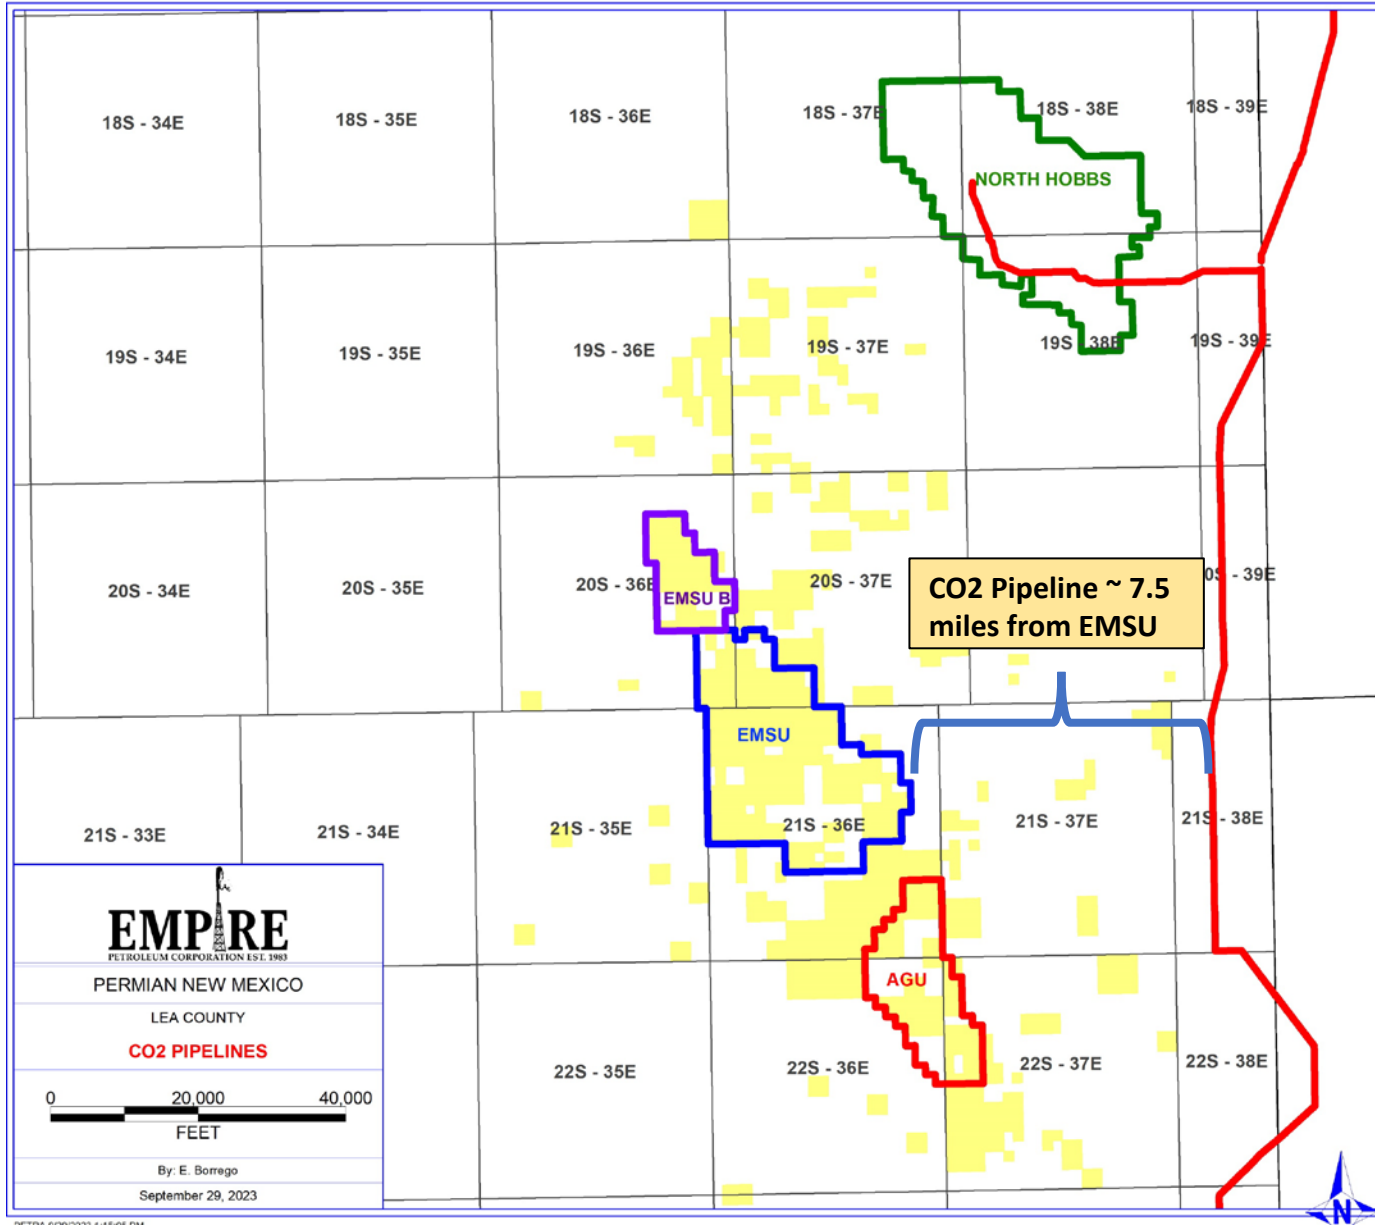 18S - 34E
18S - 35E
18S - 36E
18S - 37E
18S - 38E
18S - 39E
NORTH HOBBS
19S - 34E
19S - 35E
19S - 36E
19S - 37E
19S - 38E
19S - 39E
20S - 34E
20S - 35E
20S - 36E
EMSU B
20S - 37E
CO2 Pipeline ~ 7.5
miles from EMSU
0S - 39E
EMSU
21S - 33E
21S - 34E
21S - 35E
21S - 36E
21S - 37E
21S - 38E
AGU
22S - 35E
22S - 36E
22S - 37E
22S - 38E
EMPIRE
PETROLEUM CORPORATION EST. 1983
PERMIAN NEW MEXICO
LEA COUNTY
CO2 PIPELINES
0 20,000 40,000
FEET
By: E. Borrego
September 29, 2023
N